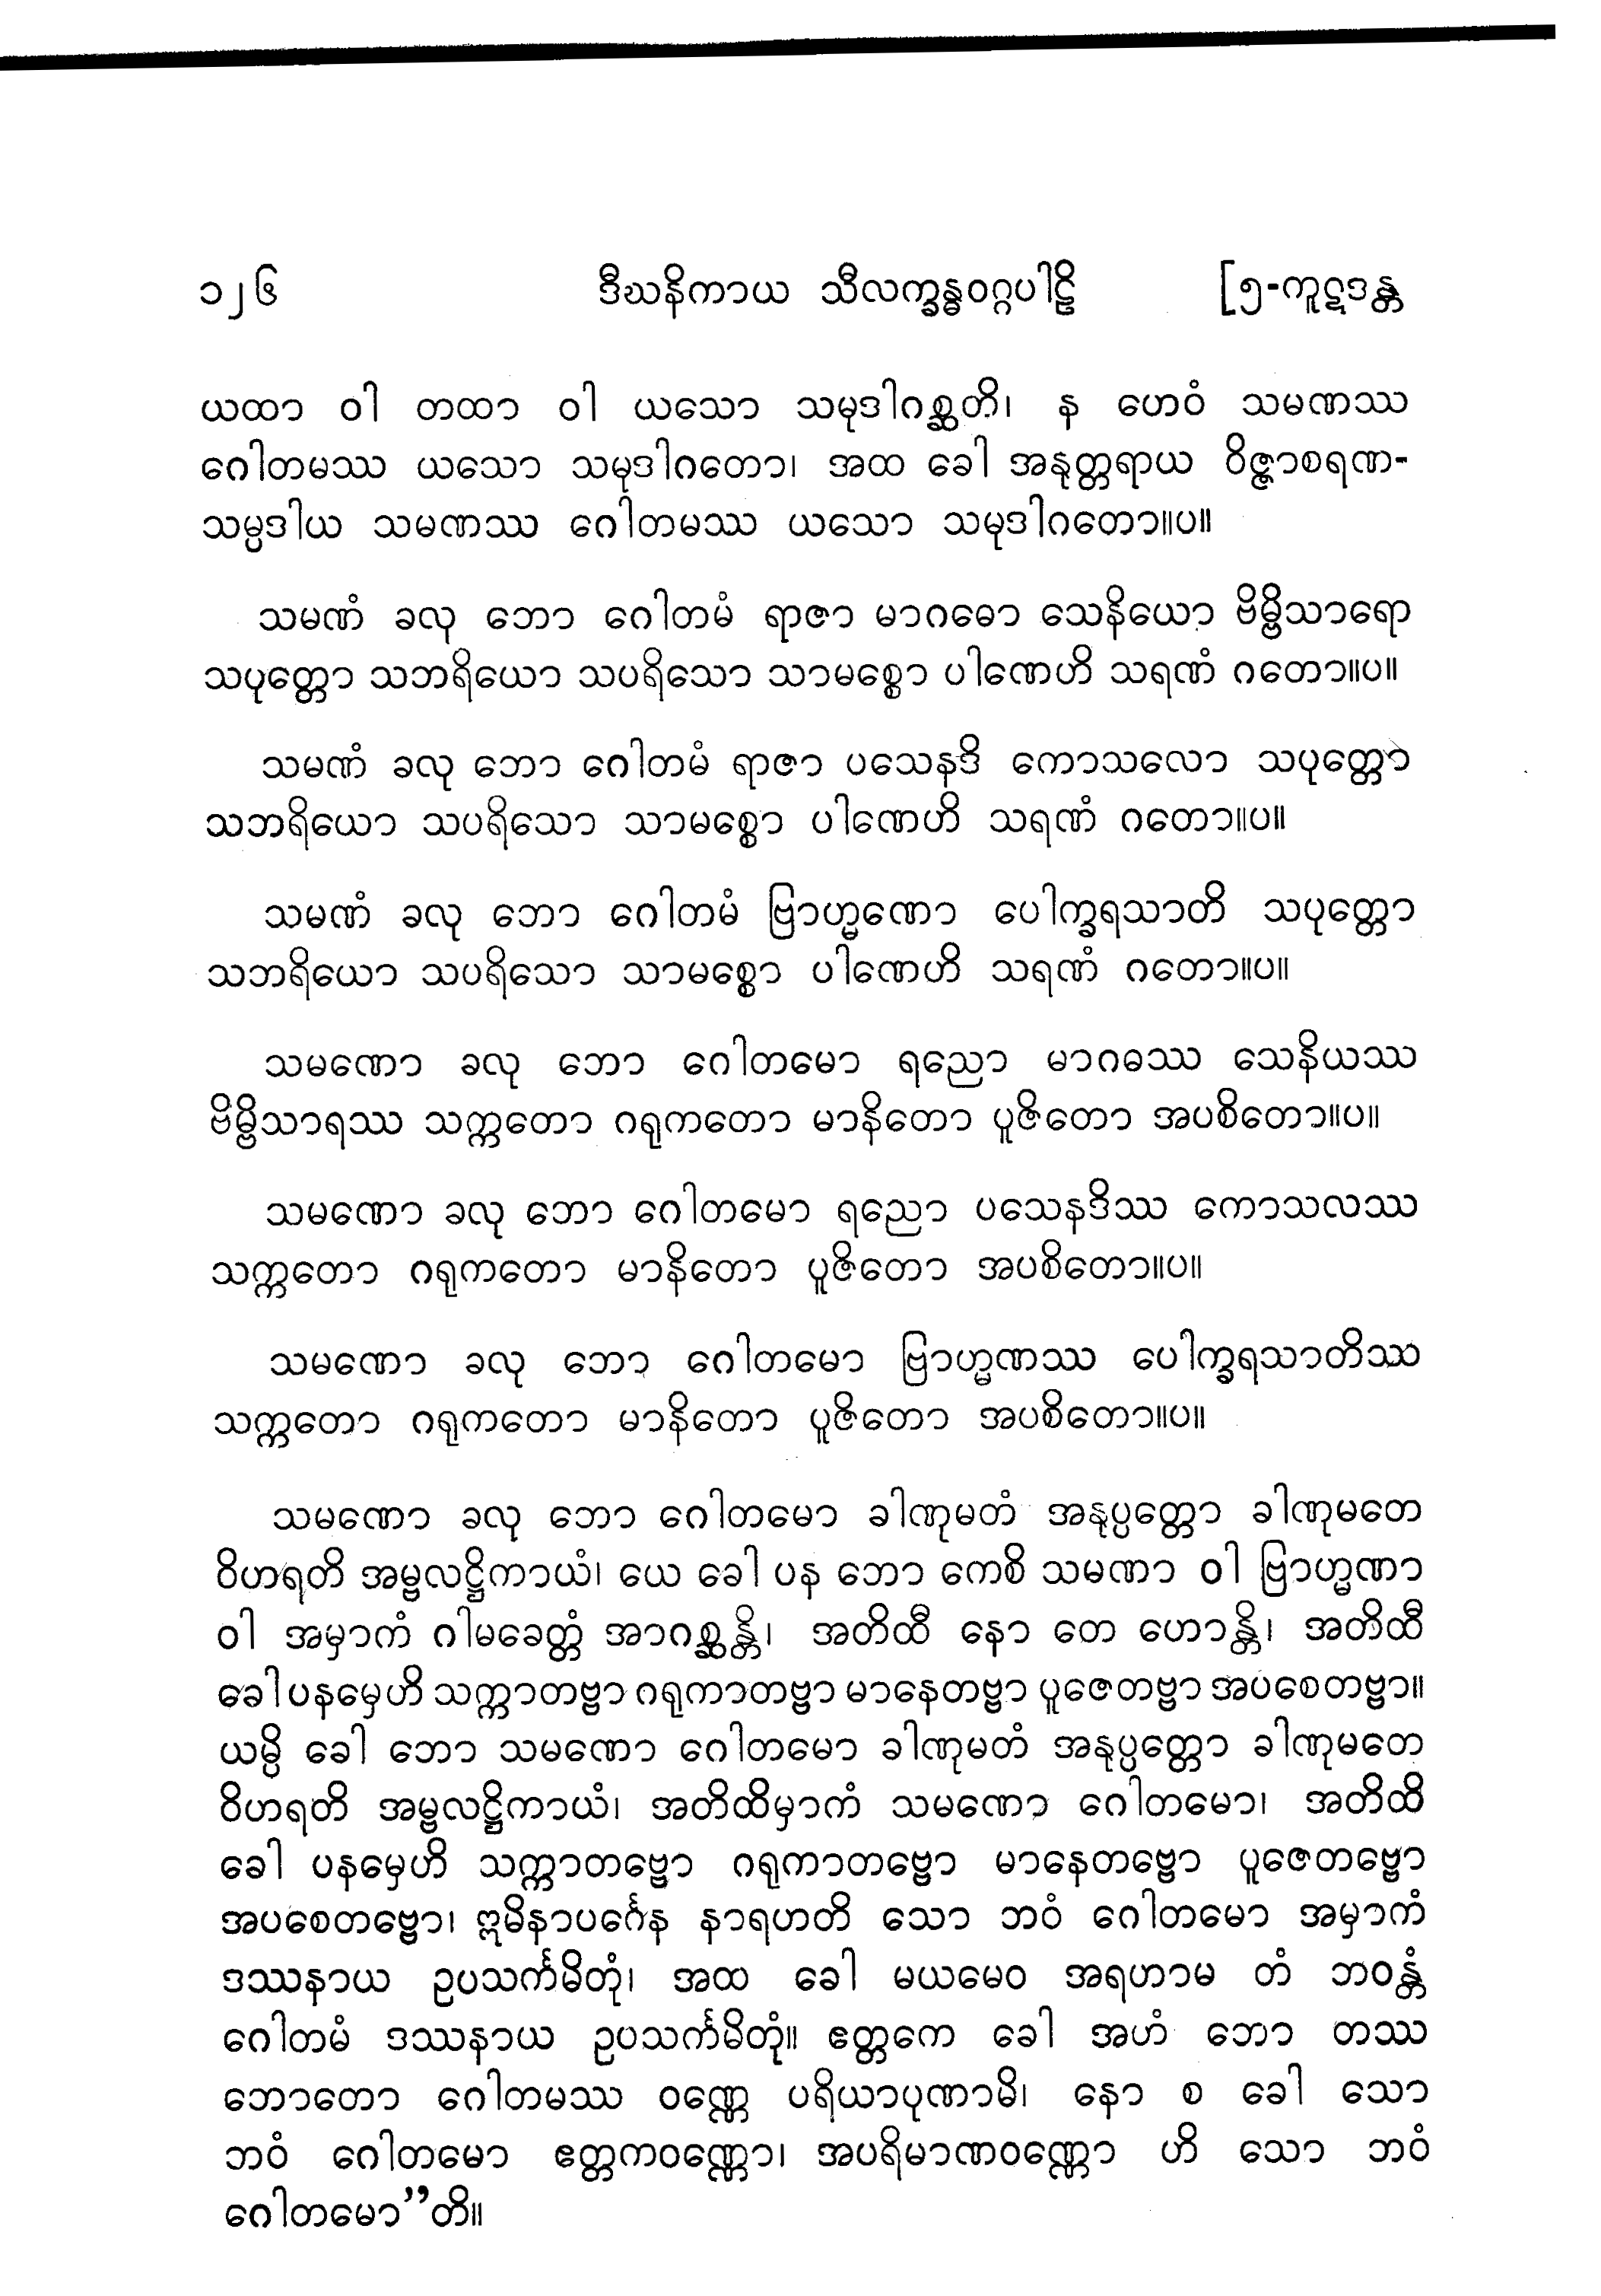 ၁၂၆ ဒီဃနိကာယ သီလက္ခန္ဓဝဂ္ဂပါဠိ [၅-ကူဋဒန္တ
ယထာ ဝါ တထာ ဝါ ယသော သမုဒါဂစ္ဆတိ၊ န ဟေဝံ သမဏဿ
ဂေါတမဿ ယသော သမုဒါဂတော၊ အထ ခေါ အနုတ္တရာယ ဝိဇ္ဇာစရဏ-
သမ္ပဒါယ သမဏဿ ဂေါတမဿ ယသော သမုဒါဂတော။ပ။
သမဏံ ခလု ဘော ဂေါတမံ ရာဇာ မာဂဓော သေနိယော ဗိမ္ဗိသာရော
သပုတ္တော သဘရိယော သပရိသော သာမစ္စော ပါဏေဟိ သရဏံ ဂတော။ပ။
သမဏံ ခလု ဘော ဂေါတမံ ရာဇာ ပသေနဒိ ကောသလော သပုတ္တော
သဘရိယော သပရိသော သာမစ္စော ပါဏေဟိ သရဏံ ဂတော။ပ။
သမဏံ ခလု ဘော ဂေါတမံ ဗြာဟ္မဏော ပေါက္ခရသာတိ သပုတ္တော
သဘရိယော သပရိသော သာမစ္စော ပါဏေဟိ သရဏံ ဂတော။ပ။
သမဏော ခလု ဘော ဂေါတမော ရညော မာဂဓဿ သေနိယဿ
ဗိမ္ဗိသာရဿ သက္ကတော ဂရုကတော မာနိတော ပူဇိတော အပစိတော။ပ။
သမဏော ခလု ဘော ဂေါတမော ရညော ပသေနဒိဿ ကောသလဿ
သက္ကတော ဂရုကတော မာနိတော ပူဇိတော အပစိတော။ပ။
သမဏော ခလု ဘော ဂေါတမော ဗြာဟ္မဏဿ ပေါက္ခရသာတိဿ
သက္ကတော ဂရုကတော မာနိတော ပူဇိတော အပစိတော။ပ။
သမဏော ခလု ဘော ဂေါတမော ခါဏုမတံ အနုပ္ပတ္တော ခါဏုမတေ
ဝိဟရတိ အမ္ဗလဋ္ဌိကာယံ၊ ယေ ခေါ ပန ဘော ကေစိ သမဏာ ဝါ ဗြာဟ္မဏာ
ဝါ အမှာကံ ဂါမခေတ္တံ အာဂစ္ဆန္တိ၊ အတိထီ နော တေ ဟောန္တိ၊ အတိထီ
ခေါ ပနမှေဟိ သက္ကာတဗ္ဗာ ဂရုကာတဗ္ဗာ မာနေတဗ္ဗာ ပူဇေတဗ္ဗာ အပစေတဗ္ဗာ။
ယမ္ပိ ခေါ ဘော သမဏော ဂေါတမော ခါဏုမတံ အနုပ္ပတ္တော ခါဏုမတေ
ဝိဟရတိ အမ္ဗလဋ္ဌိကာယံ၊ အတိထိမှာကံ သမဏော ဂေါတမော၊ အတိထိ
ခေါ ပနမှေဟိ သက္ကာတဗ္ဗော ဂရုကာတဗ္ဗော မာနေတဗ္ဗော ပူဇေတဗ္ဗော
အပစေတဗ္ဗော၊ ဣမိနာပင်္ဂေန နာရဟတိ သော ဘဝံ ဂေါတမော အမှာကံ
ဒဿနာယ ဥပသင်္ကမိတုံ၊ အထ ခေါ မယမေဝ အရဟာမ တံ ဘဝန္တံ
ဂေါတမံ ဒဿနာယ ဥပသင်္ကမိတုံ။ ဧတ္တကေ ခေါ အဟံ ဘော တဿ
ဘောတော ဂေါတမဿ ဝဏ္ဏေ ပရိယာပုဏာမိ၊ နော စ ခေါ သော
ဘဝံ ဂေါတမော ဧတ္တကဝဏ္ဏော၊ အပရိမာဏဝဏ္ဏော ဟိ သော ဘဝံ
ဂေါတမော”တိ။